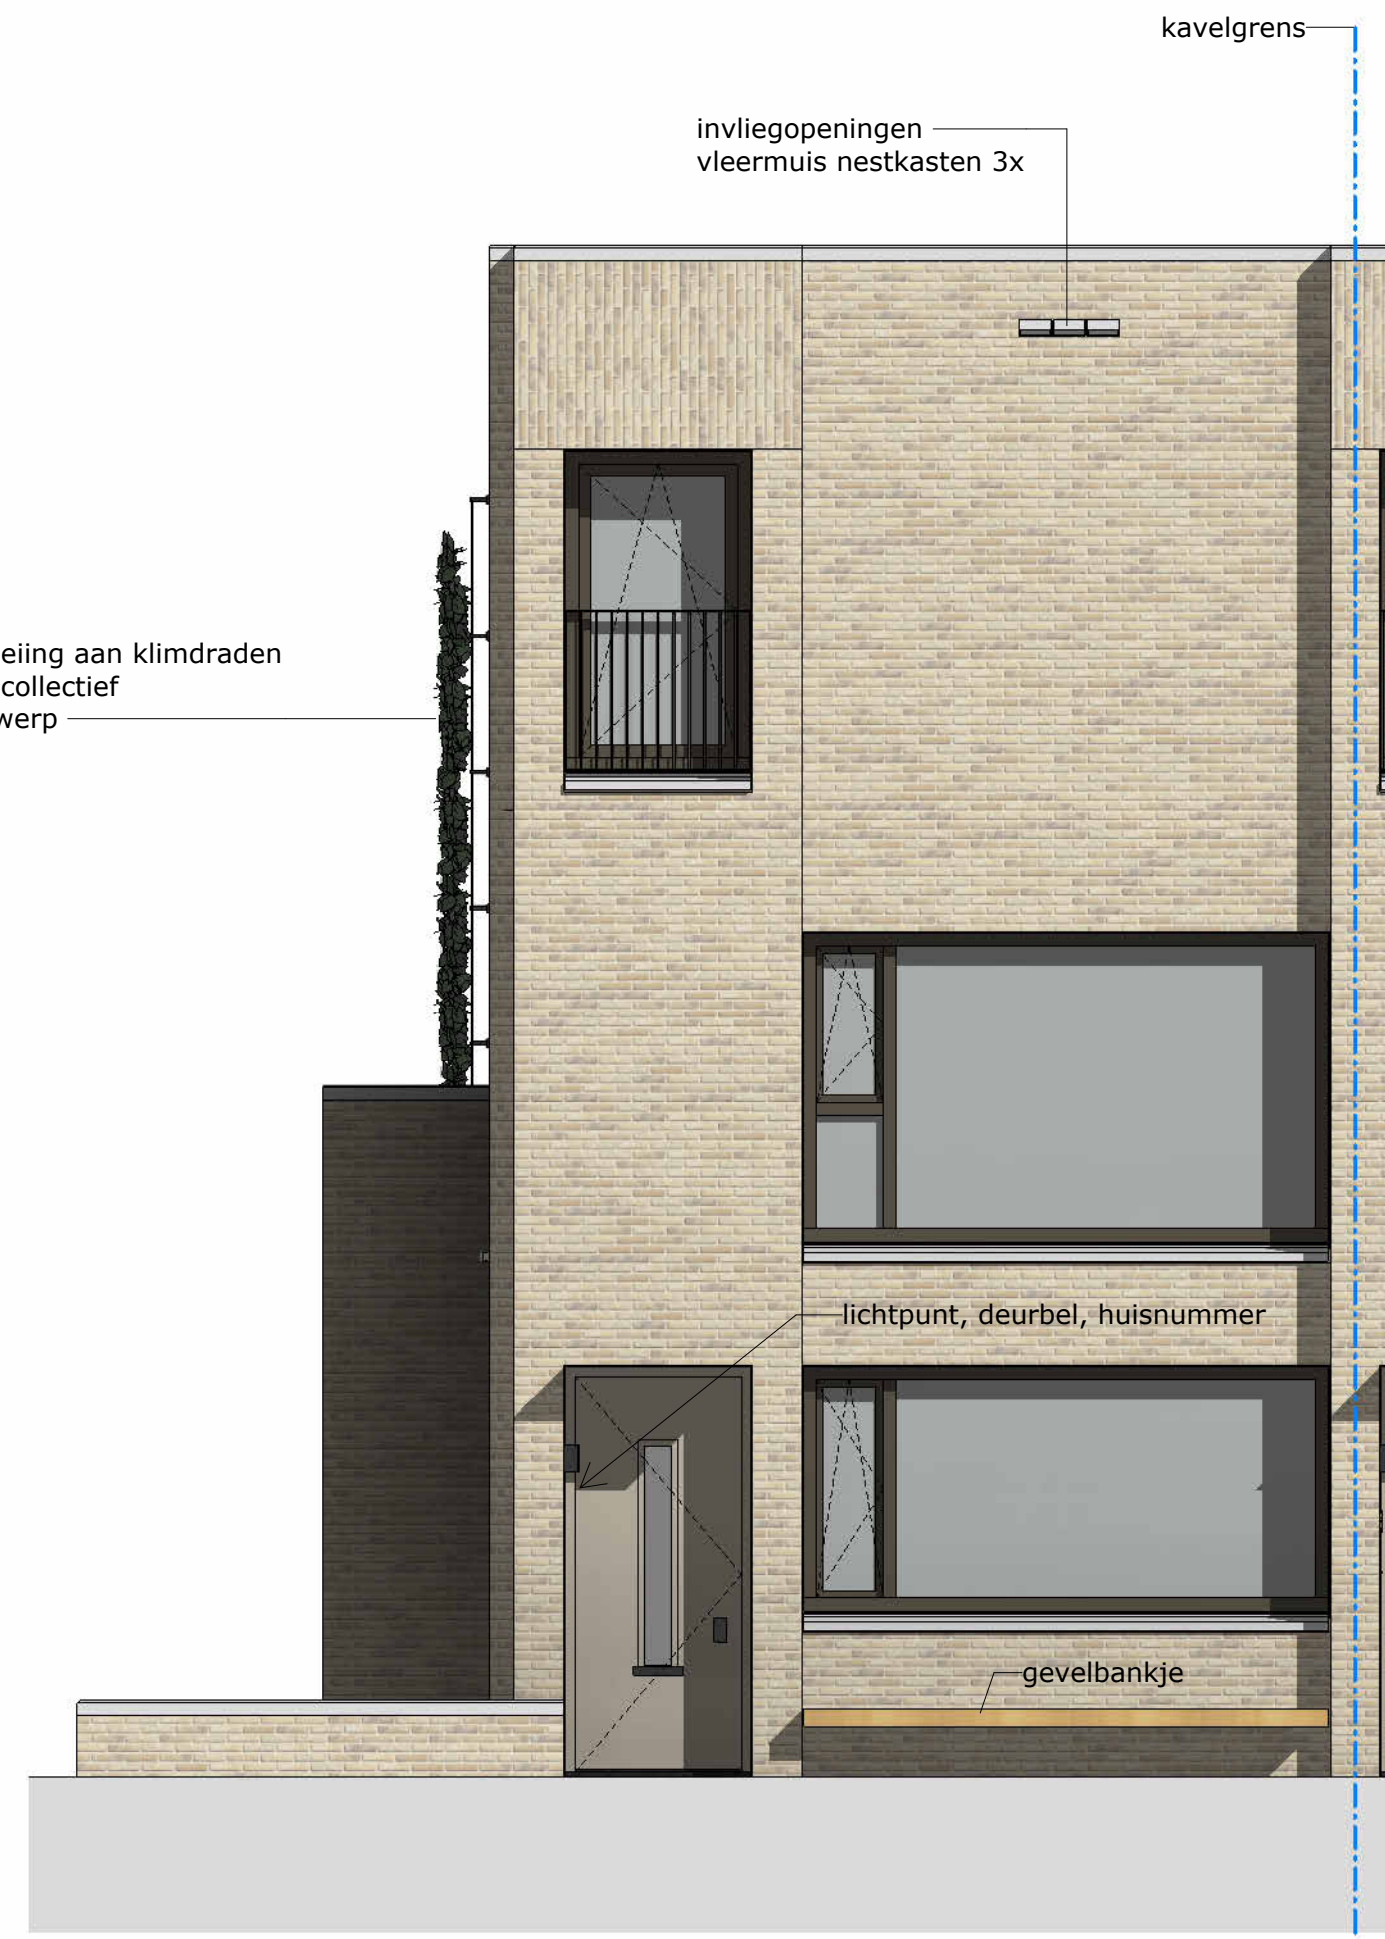 kavelgrens
invliegopeningen
vleermuis nestkasten 3x
eiing aan klimdraden
collectief
werp
lichtpunt, deurbel, huisnummer
gevelbankje